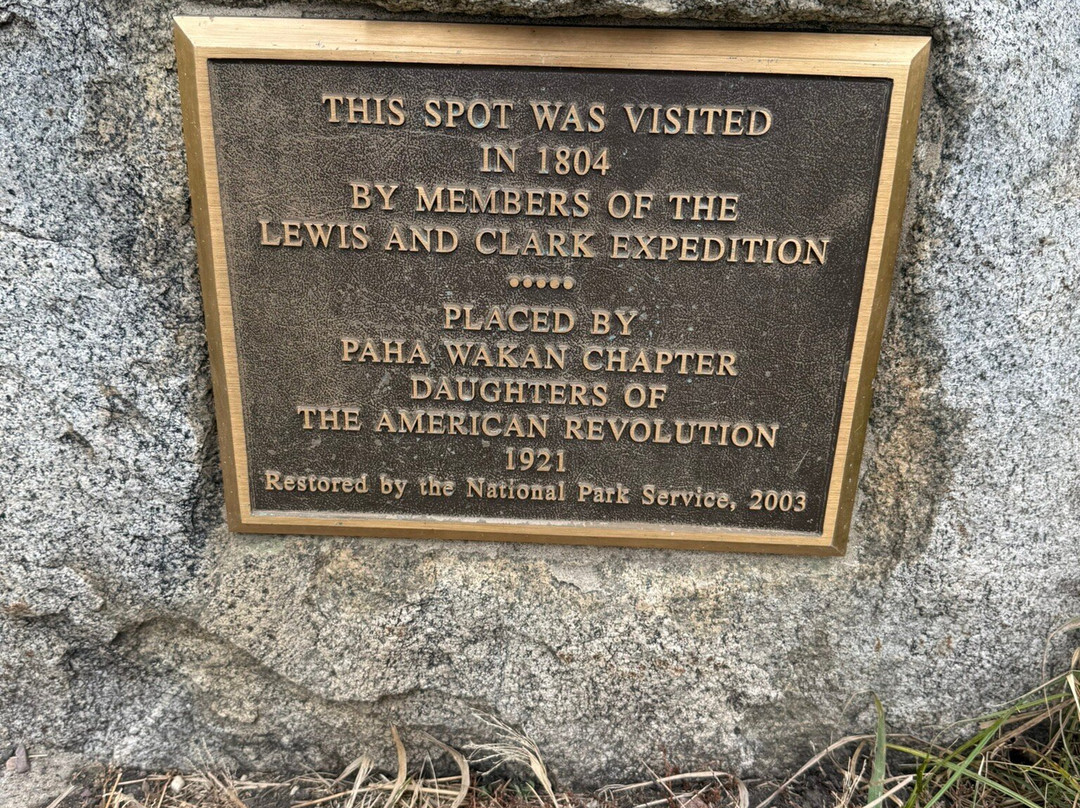 THIS SPOT WAS VISITED
IN 1804
BY MEMBERS OF THE
LEWIS AND CLARK EXPEDITION
•••••
PLACED BY
PAHA WAKAN CHAPTER
DAUGHTERS OF
THE AMERICAN REVOLUTION
1921
Restored by the National Park Service, 2003